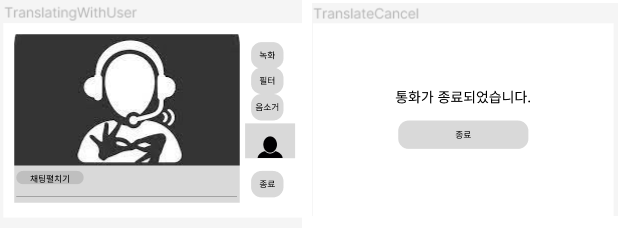 TranslatingWithUser
녹화
필터
음소거
채팅펼치기
종료
TranslateCancel
통화가 종료되었습니다.
종료